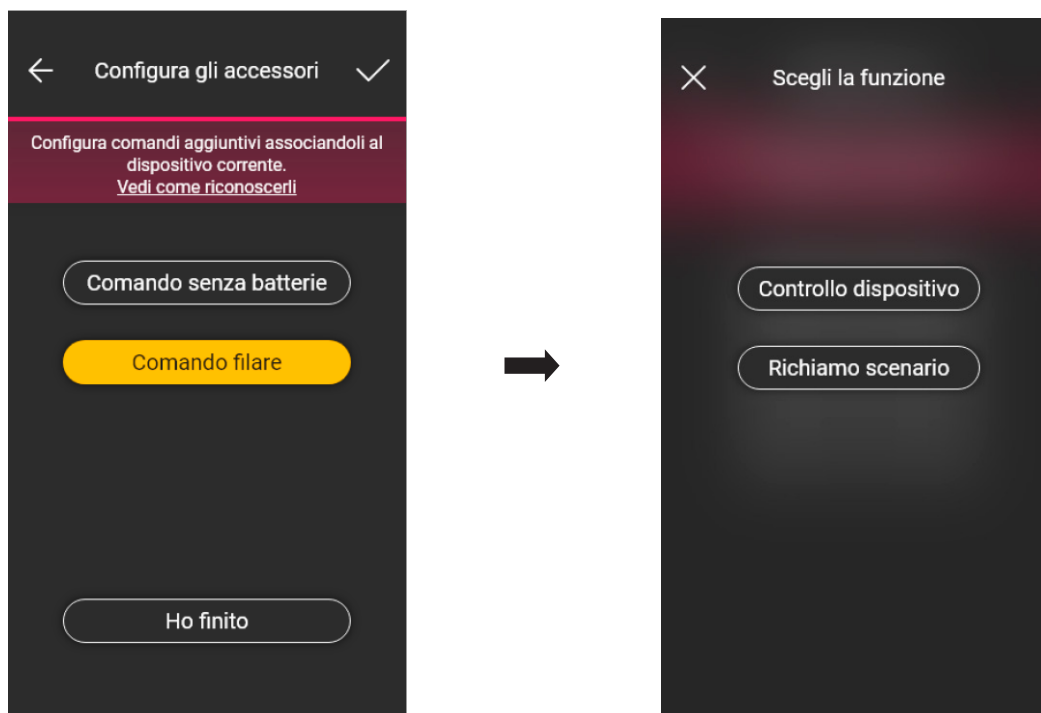 Configura gli accessori
Configura comandi aggiuntivi associandoli al
dispositivo corrente.
Vedi come riconoscerli
Comando senza batterie
Comando filare
Ho finito
Scegli la funzione
Controllo dispositivo
Richiamo scenario